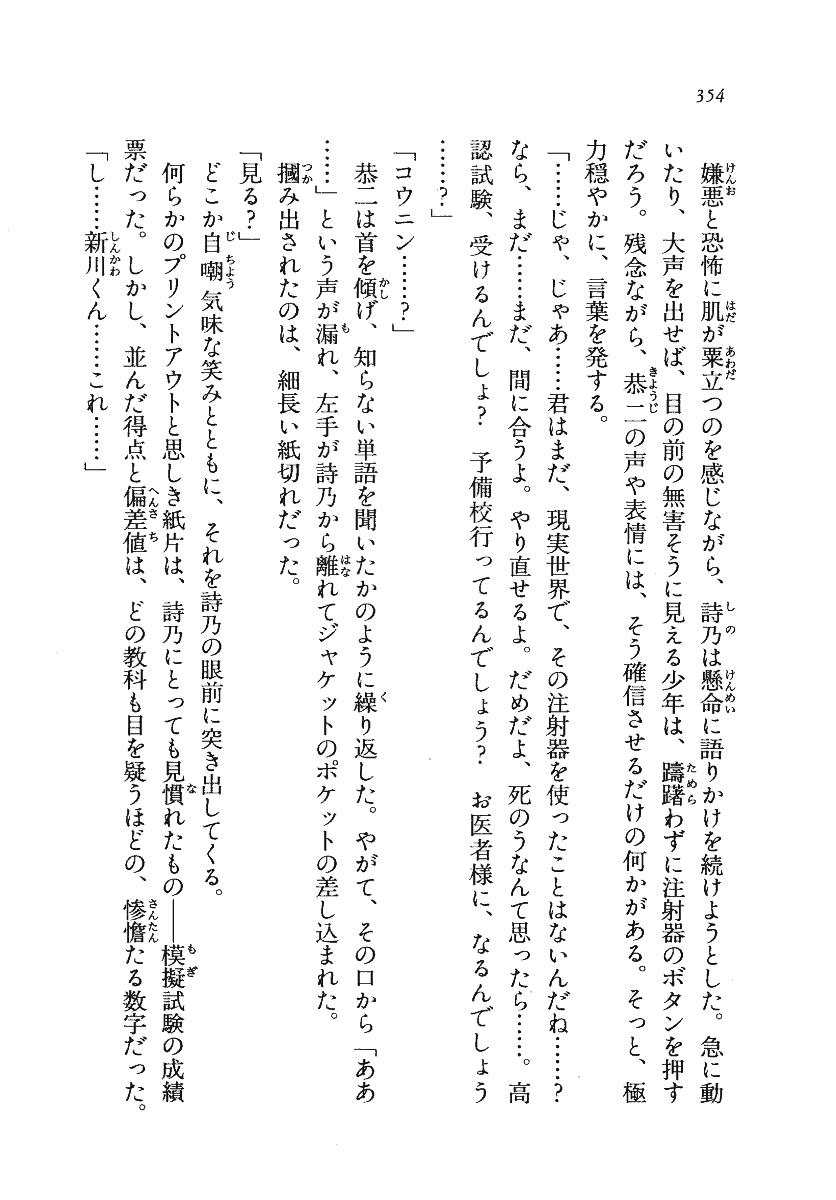 354
嫌悪と恐怖に肌が粟立つのを感じながら、詩乃は懸命に語りかけを続けようとした。急に動
いたり、大声を出せば、目の前の無害そうに見える少年は、躊躇わずに注射器のボタンを押す
だろう。残念ながら、恭二の声や表情には、そう確信させるだけの何かがある。そっと、極
力穏やかに、言葉を発する。
「……じゃ、じゃあ……君はまだ、現実世界で、その注射器を使ったことはないんだね……？
なら、まだ……まだ、間に合うよ。やり直せるよ。だめだよ、死のうなんて思ったら……。高
認試験、受けるんでしょ？　予備校行ってるんでしょう？　お医者様に、なるんでしょう
……？」
「コウニン……？」
恭二は首を傾げ、知らない単語を聞いたかのように繰り返した。やがて、その口から「ああ
……」という声が漏れ、左手が詩乃から離れてジャケットのポケットの差し込まれた。
摑み出されたのは、細長い紙切れだった。
「見る？」
どこか自嘲気味な笑みとともに、それを詩乃の眼前に突き出してくる。
何らかのプリントアウトと思しき紙片は、詩乃にとっても見慣れたもの――模擬試験の成績
票だった。しかし、並んだ得点と偏差値は、どの教科も目を疑うほどの、惨憺たる数字だった。
「し……新川くん……これ……」